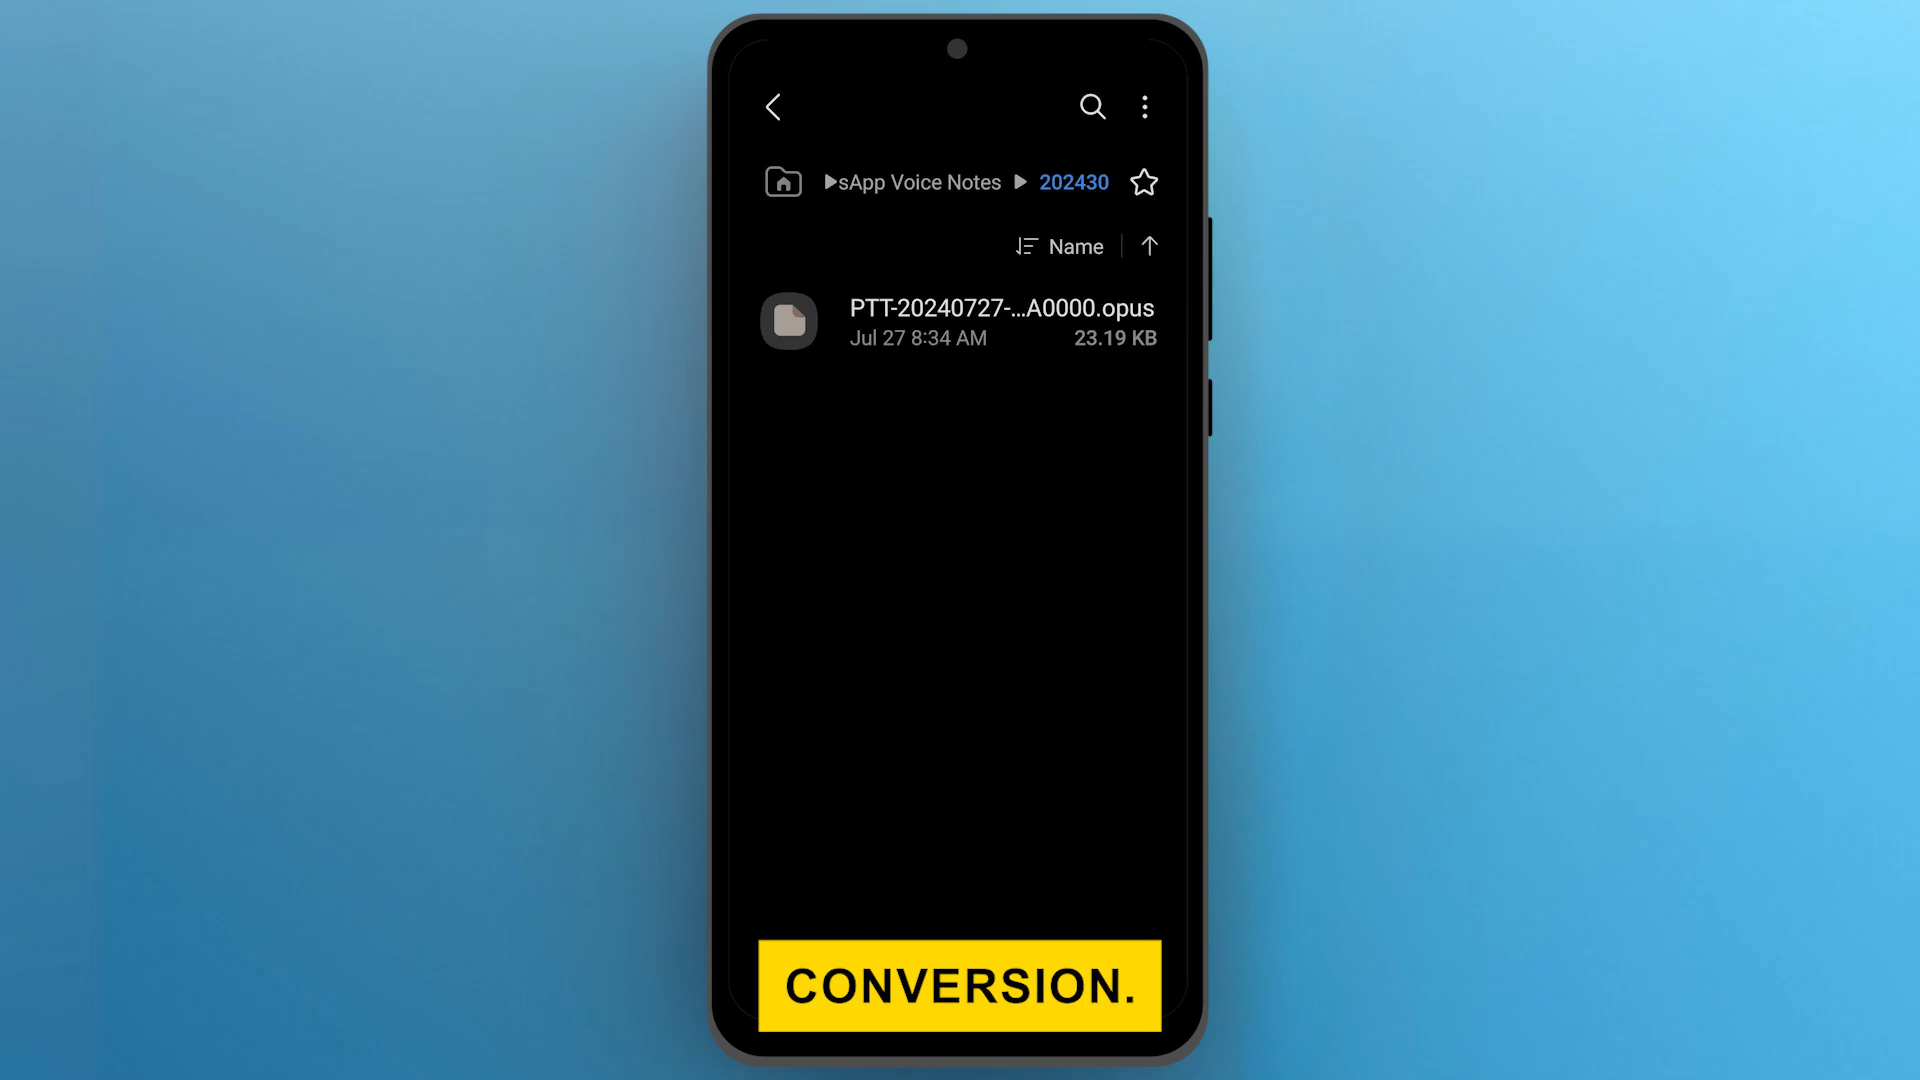 sApp Voice Notes 202430
Name
PTT-20240727-...A0000.opus
Jul 27 8:34 AM 23.19 KB
CONVERSION.